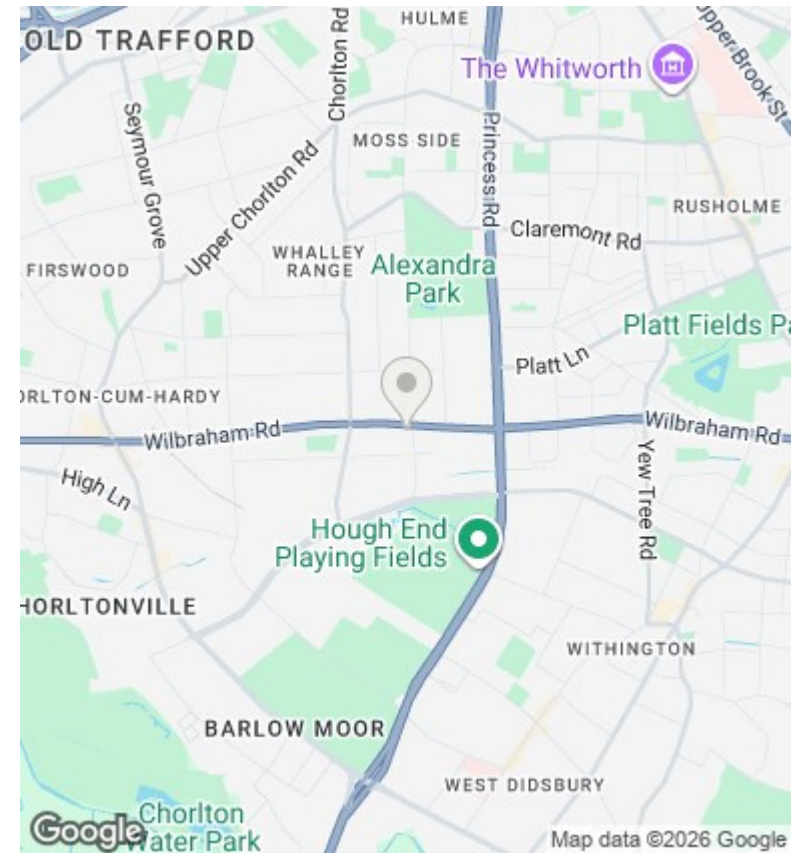 HULME
OLD TRAFFORD
Chorlton Rd
Upper Brook St
The Whitworth
Seymour Grove
MOSS SIDE
Princess Rd
Upper Chorlton Rd
RUSHOLME
Claremont Rd
WHALLEY
RANGE
FIRSWOOD
Alexandra
Park
Platt Fields Pa
Platt Ln
ORLTON-CUM-HARDY
Wilbraham Rd
Wilbraham Rd
High Ln
Yew Tree Rd
Hough End
Playing Fields
HORLTONVILLE
WITHINGTON
BARLOW MOOR
WEST DIDSBURY
Chorlton
Water Park
Google
Map data ©2026 Google